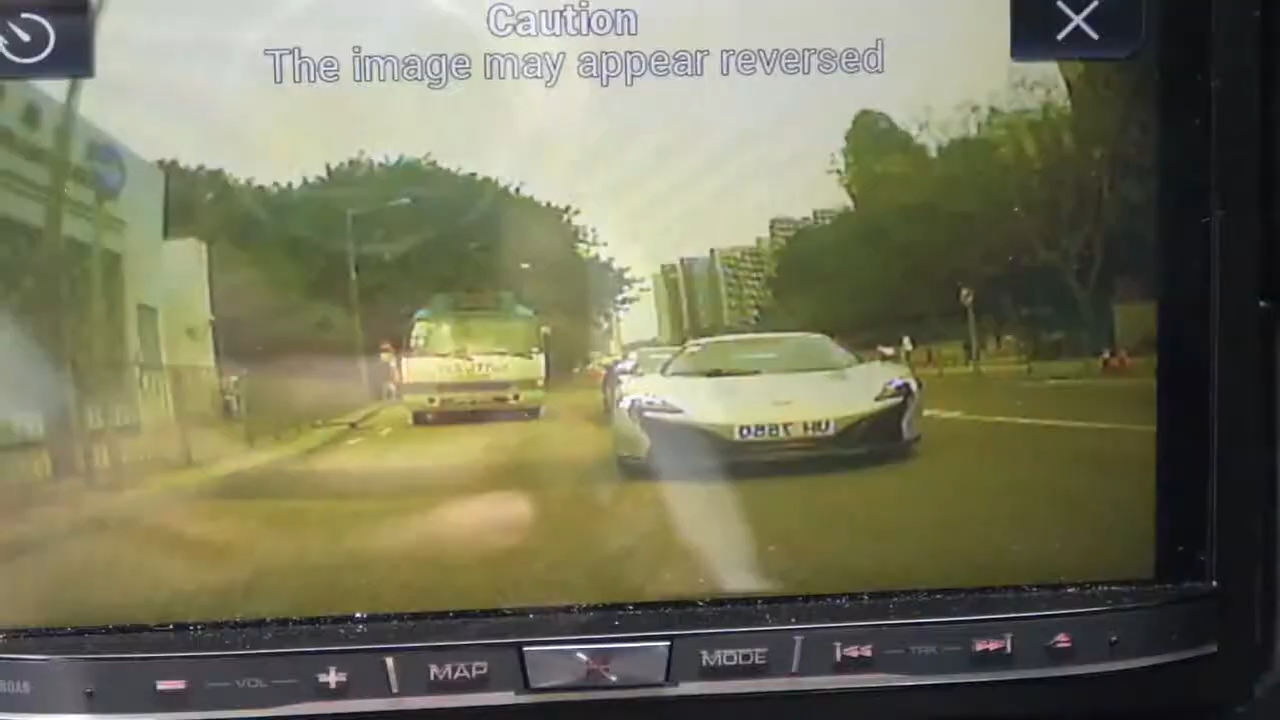 Caution
The image may appear reversed
VOL
MAP
MODE
TRK